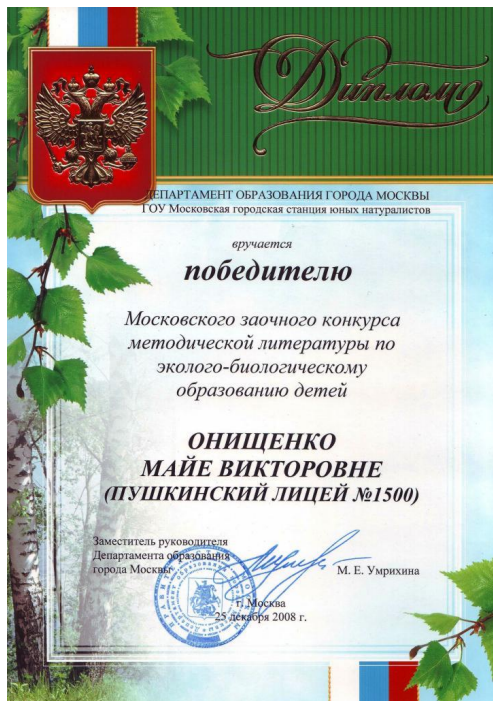 Диплом
ДЕПАРТАМЕНТ ОБРАЗОВАНИЯ ГОРОДА МОСКВЫ
ГОУ Московская городская станция юных натуралистов
вручается
победителю
Московского заочного конкурса
методической литературы по
эколого-биологическому
образованию детей
ОНИЩЕНКО
МАЙЕ ВИКТОРОВНЕ
(ПУШКИНСКИЙ ЛИЦЕЙ №1500)
Заместитель руководителя
Департамента образования
города Москвы
М. Е. Умрихина
г. Москва
25 декабря 2008 г.